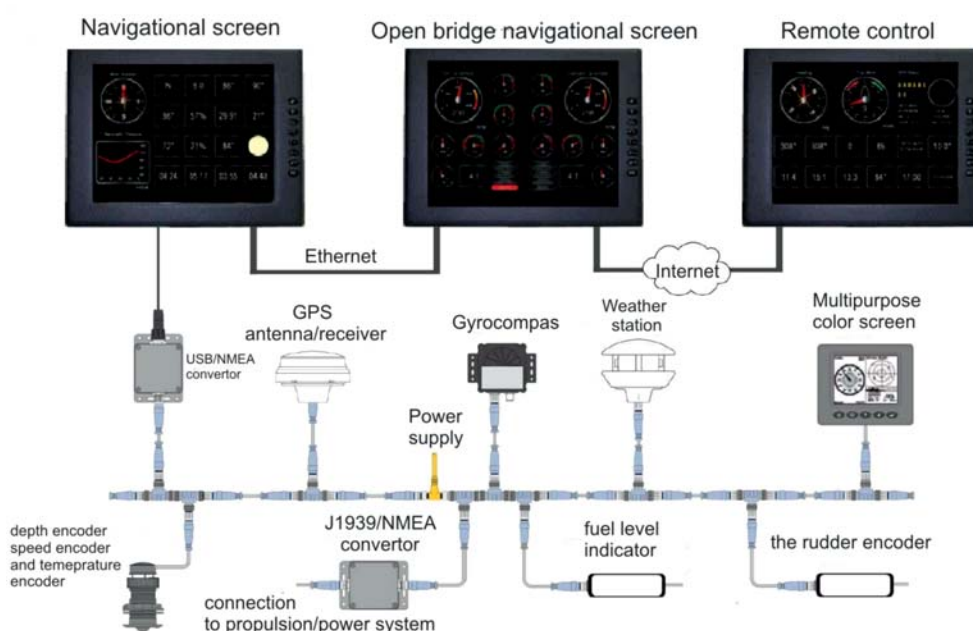 Navigational screen
Open bridge navigational screen
Remote control
Ethernet
Internet
GPS
antenna/receiver
Gyrocompas
Weather
station
Multipurpose
color screen
USB/NMEA
convertor
Power
supply
depth encoder
speed encoder
and temeprature
encoder
J1939/NMEA
convertor
fuel level
indicator
the rudder encoder
connection
to propulsion/power system